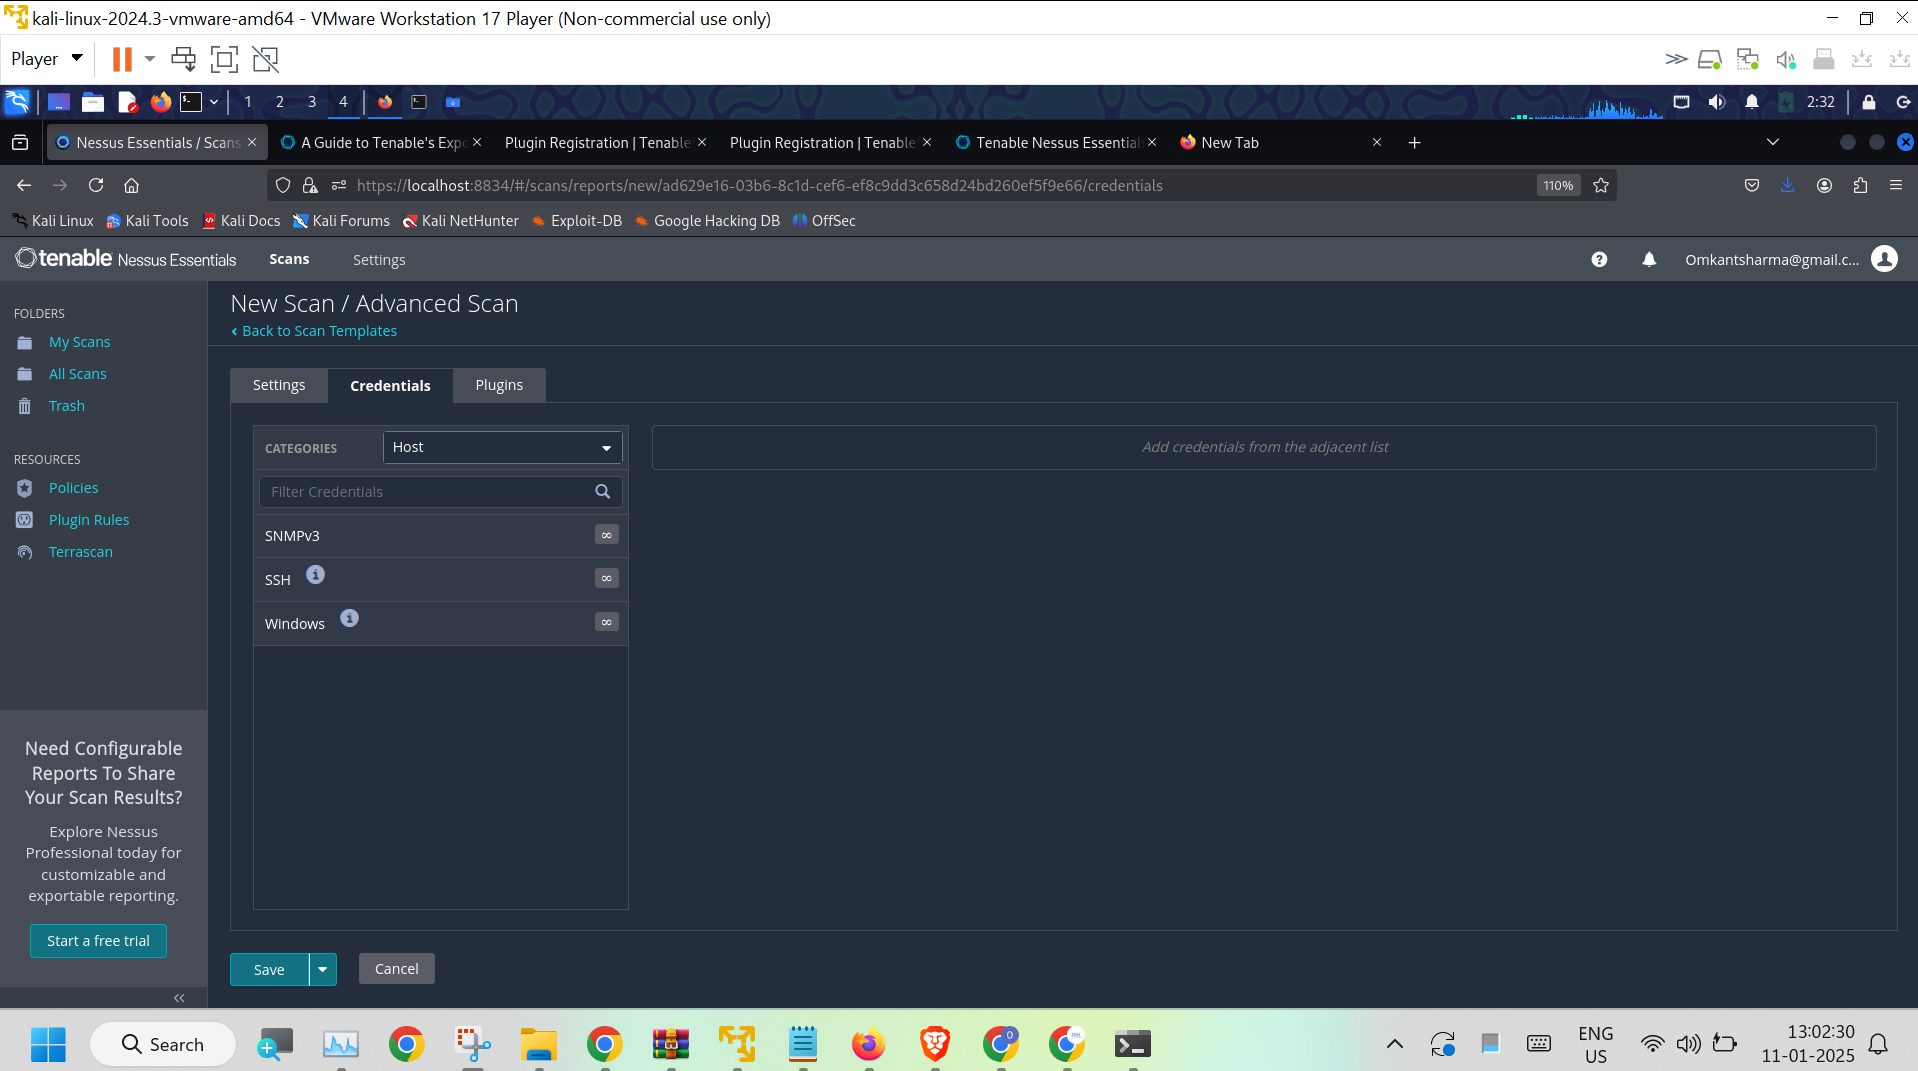 kali-linux-2024.3-vmware-amd64 - VMware Workstation 17 Player (Non-commercial use only)
Player
1 2 3 4 2:32
Nessus Essentials / Scans
A Guide to Tenable's Expo
Plugin Registration | Tenable
Plugin Registration | Tenable
Tenable Nessus Essential
New Tab
https://localhost:8834/#/scans/reports/new/ad629e16-03b6-8c1d-cef6-ef8c9dd3c658d24bd260ef5f9e66/credentials 110%
Kali Linux Kali Tools Kali Docs Kali Forums Kali NetHunter Exploit-DB Google Hacking DB OffSec
tenable Nessus Essentials Scans Settings Omkantsharma@gmail.c...
FOLDERS
My Scans
All Scans
Trash
RESOURCES
Policies
Plugin Rules
Terrascan
Need Configurable
Reports To Share
Your Scan Results?
Explore Nessus
Professional today for
customizable and
exportable reporting.
Start a free trial
New Scan / Advanced Scan
Back to Scan Templates
Settings Credentials Plugins
CATEGORIES Host
Filter Credentials
SNMPv3 ∞
SSH ∞
Windows ∞
Add credentials from the adjacent list
Save Cancel
Search
ENG
US
13:02:30
11-01-2025